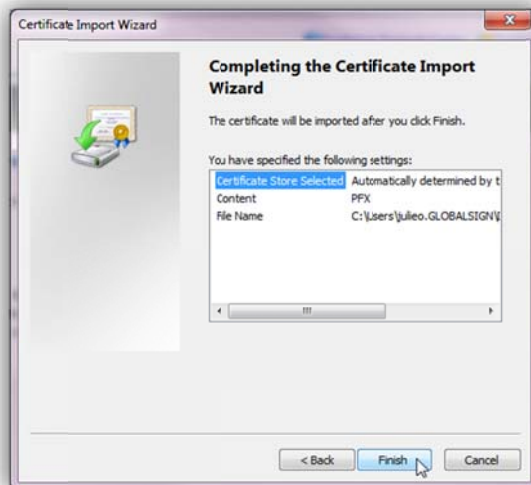 Certificate Import Wizard
Completing the Certificate Import
Wizard
The certificate will be imported after you click Finish.
You have specified the following settings:
Certificate Store Selected Automatically determined by t
Content PFX
File Name C:\Users\julieo.GLOBALSIGN\
< Back Finish Cancel